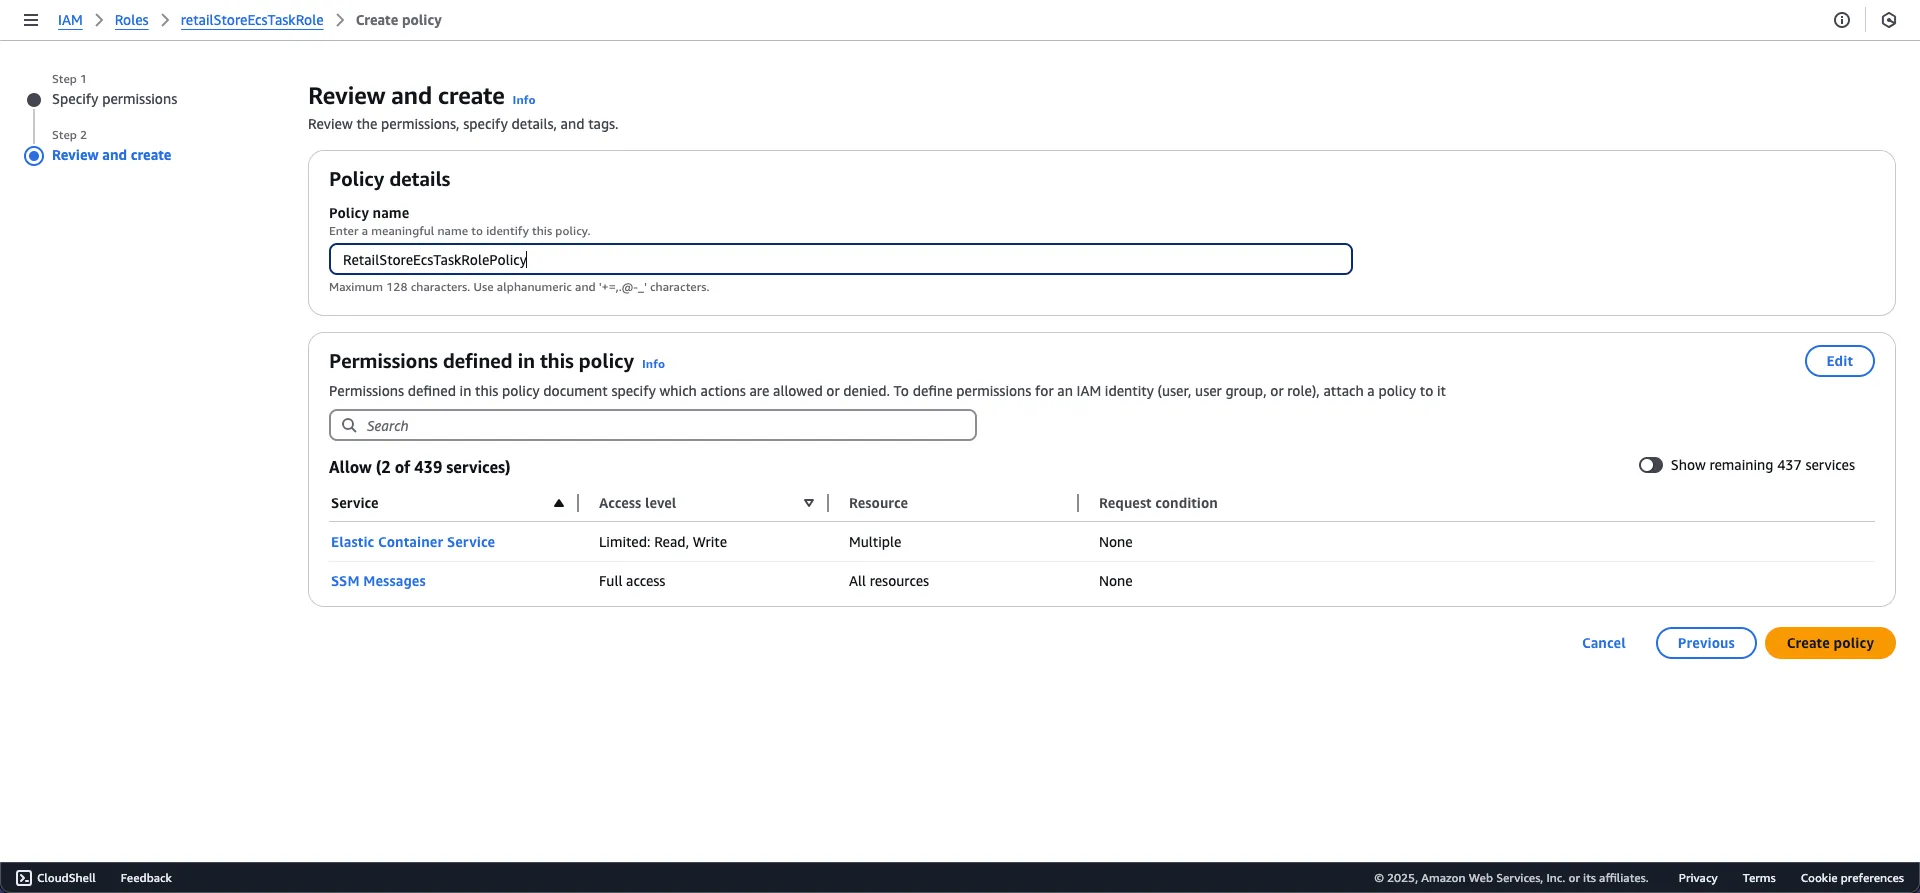 IAM > Roles > retailStoreEcsTaskRole > Create policy
Step 1
Specify permissions
Step 2
Review and create
Review and create Info
Review the permissions, specify details, and tags.
Policy details
Policy name
Enter a meaningful name to identify this policy.
RetailStoreEcsTaskRolePolicy
Maximum 128 characters. Use alphanumeric and '+=,.@-_' characters.
Permissions defined in this policy Info
Edit
Permissions defined in this policy document specify which actions are allowed or denied. To define permissions for an IAM identity (user, user group, or role), attach a policy to it
Search
Allow (2 of 439 services)
Show remaining 437 services
Service Access level Resource Request condition
Elastic Container Service Limited: Read, Write Multiple None
SSM Messages Full access All resources None
Cancel Previous Create policy
CloudShell Feedback © 2025, Amazon Web Services, Inc. or its affiliates. Privacy Terms Cookie preferences